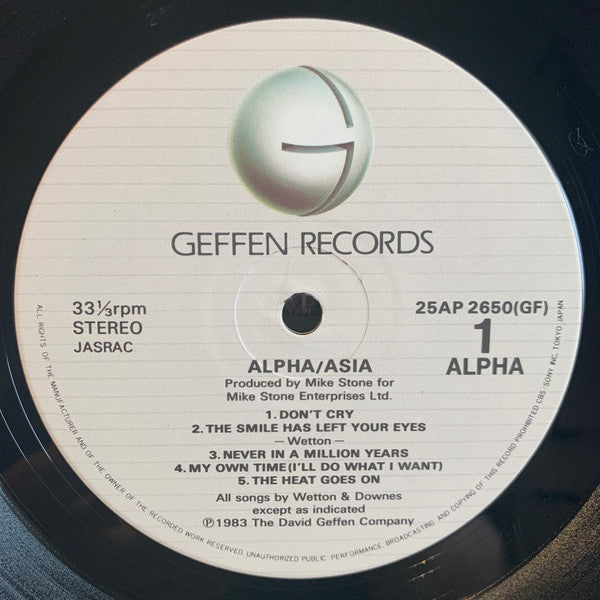 GEFFEN RECORDS
33⅓rpm
STEREO
JASRAC
25AP 2650(GF)
1
ALPHA
ALPHA/ASIA
Produced by Mike Stone for
Mike Stone Enterprises Ltd.
1. DON'T CRY
2. THE SMILE HAS LEFT YOUR EYES
—Wetton—
3. NEVER IN A MILLION YEARS
4. MY OWN TIME(I'LL DO WHAT I WANT)
5. THE HEAT GOES ON
All songs by Wetton & Downes
except as indicated
Ⓟ1983 The David Geffen Company
ALL RIGHTS OF THE MANUFACTURER AND OF THE OWNER OF THE RECORDED WORK RESERVED. UNAUTHORIZED PUBLIC PERFORMANCE, BROADCASTING AND COPYING OF THIS RECORD PROHIBITED CBS/SONY INC. TOKYO JAPAN